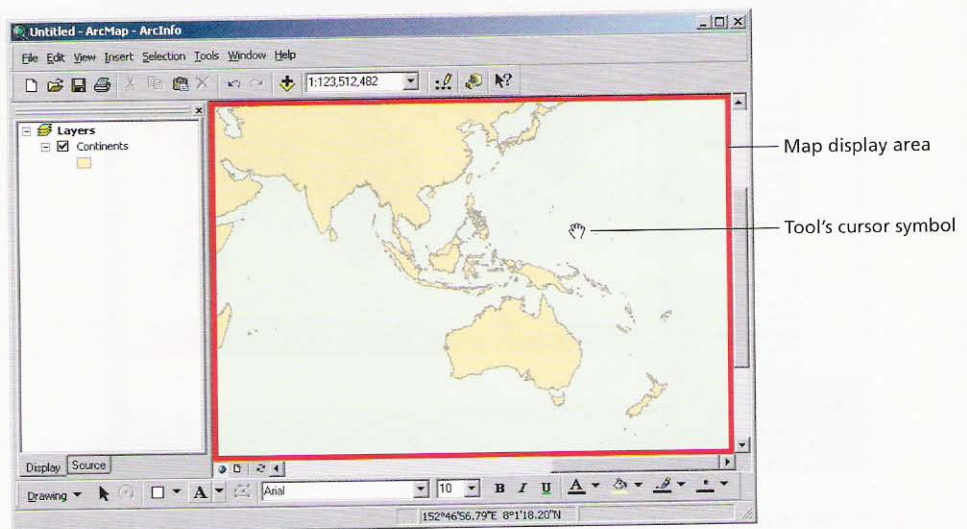 Untitled - ArcMap - ArcInfo
File Edit View Insert Selection Tools Window Help
1:123,512,482
Layers
Continents
Map display area
Tool's cursor symbol
Display Source
Drawing A Arial 10 B I U A
152°46'56.79"E 8°1'18.20"N